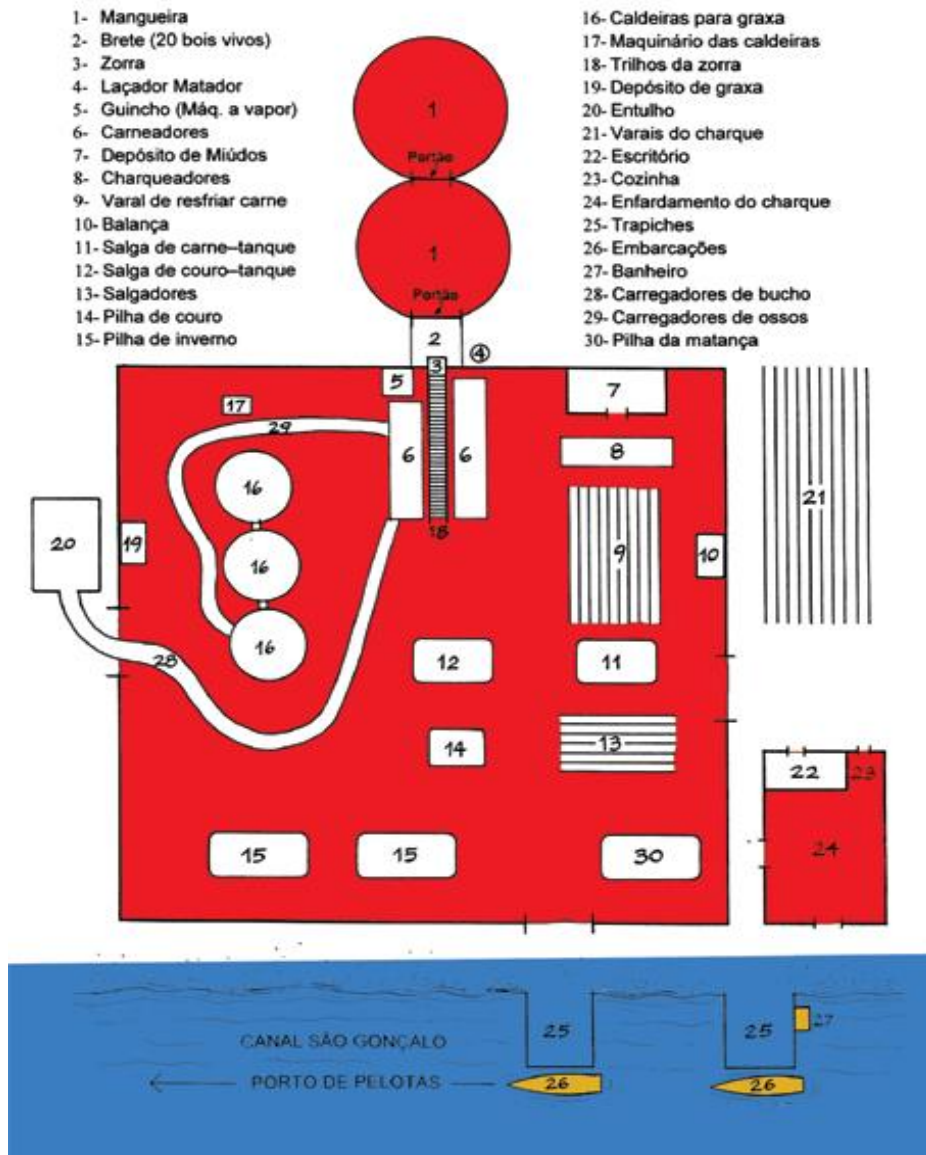 1- Mangueira
2- Brete (20 bois vivos)
3- Zorra
4- Laçador Matador
5- Guincho (Máq. a vapor)
6- Carneadores
7- Depósito de Miúdos
8- Charqueadores
9- Varal de resfriar carne
10- Balança
11- Salga de carne–tanque
12- Salga de couro–tanque
13- Salgadores
14- Pilha de couro
15- Pilha de inverno
16- Caldeiras para graxa
17- Maquinário das caldeiras
18- Trilhos da zorra
19- Depósito de graxa
20- Entulho
21- Varais do charque
22- Escritório
23- Cozinha
24- Enfardamento do charque
25- Trapiches
26- Embarcações
27- Banheiro
28- Carregadores de bucho
29- Carregadores de ossos
30- Pilha da matança
1
Portão
1
Portão
2
4
3
5
7
17
29
6
6
8
16
21
9
18
20
19
10
16
16
28
12
11
14
13
22
23
15
15
30
24
25
25
27
CANAL SÃO GONÇALO
PORTO DE PELOTAS
26
26